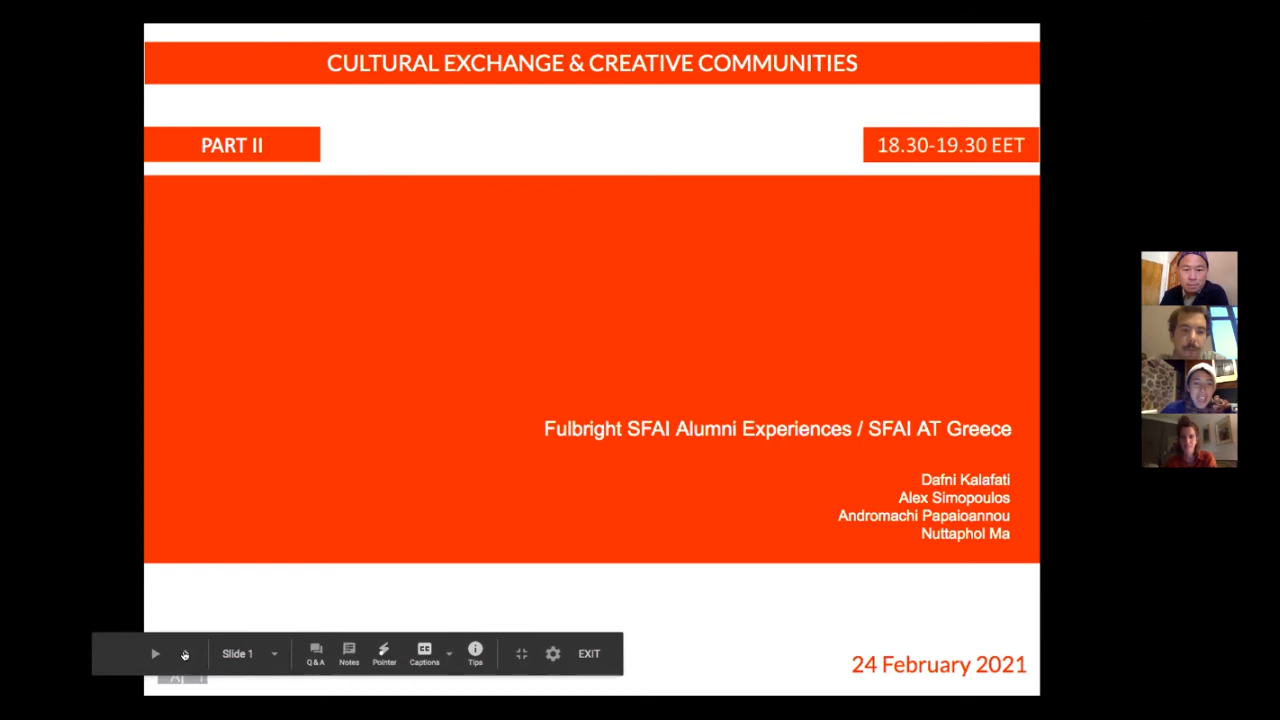 CULTURAL EXCHANGE & CREATIVE COMMUNITIES
PART II
18.30-19.30 EET
Fulbright SFAI Alumni Experiences / SFAI AT Greece
Dafni Kalafati
Alex Simopoulos
Andromachi Papaioannou
Nuttaphol Ma
Slide 1
Q&A
Notes
Pointer
CC
Captions
Tips
EXIT
24 February 2021